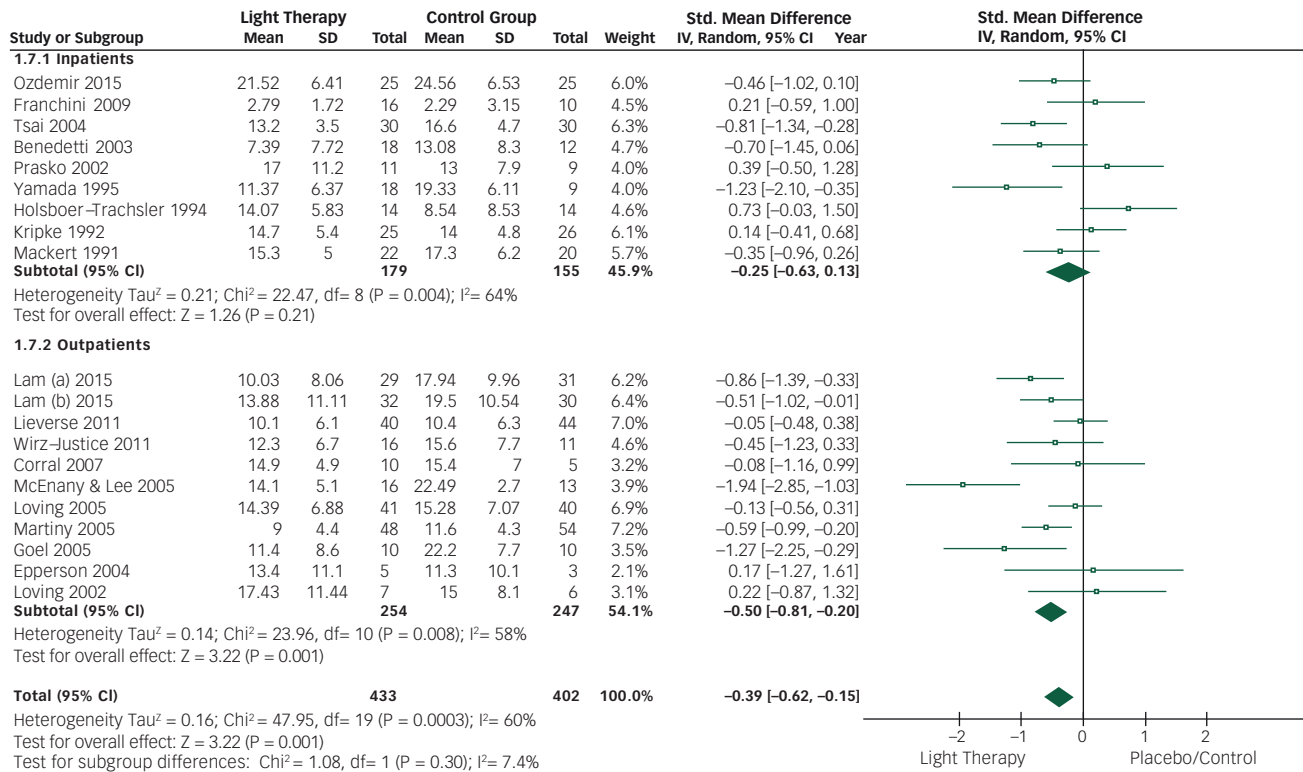 Light Therapy Control Group Std. Mean Difference Std. Mean Difference
Study or Subgroup Mean SD Total Mean SD Total Weight IV, Random, 95% CI Year IV, Random, 95% CI
1.7.1 Inpatients
Ozdemir 2015 21.52 6.41 25 24.56 6.53 25 6.0% −0.46 [−1.02, 0.10]
Franchini 2009 2.79 1.72 16 2.29 3.15 10 4.5% 0.21 [−0.59, 1.00]
Tsai 2004 13.2 3.5 30 16.6 4.7 30 6.3% −0.81 [−1.34, −0.28]
Benedetti 2003 7.39 7.72 18 13.08 8.3 12 4.7% −0.70 [−1.45, 0.06]
Prasko 2002 17 11.2 11 13 7.9 9 4.0% 0.39 [−0.50, 1.28]
Yamada 1995 11.37 6.37 18 19.33 6.11 9 4.0% −1.23 [−2.10, −0.35]
Holsboer−Trachsler 1994 14.07 5.83 14 8.54 8.53 14 4.6% 0.73 [−0.03, 1.50]
Kripke 1992 14.7 5.4 25 14 4.8 26 6.1% 0.14 [−0.41, 0.68]
Mackert 1991 15.3 5 22 17.3 6.2 20 5.7% −0.35 [−0.96, 0.26]
Subtotal (95% CI) 179 155 45.9% −0.25 [−0.63, 0.13]
Heterogeneity Tauᶻ = 0.21; Chi² = 22.47, df= 8 (P = 0.004); I²= 64%
Test for overall effect: Z = 1.26 (P = 0.21)
1.7.2 Outpatients
Lam (a) 2015 10.03 8.06 29 17.94 9.96 31 6.2% −0.86 [−1.39, −0.33]
Lam (b) 2015 13.88 11.11 32 19.5 10.54 30 6.4% −0.51 [−1.02, −0.01]
Lieverse 2011 10.1 6.1 40 10.4 6.3 44 7.0% −0.05 [−0.48, 0.38]
Wirz−Justice 2011 12.3 6.7 16 15.6 7.7 11 4.6% −0.45 [−1.23, 0.33]
Corral 2007 14.9 4.9 10 15.4 7 5 3.2% −0.08 [−1.16, 0.99]
McEnany & Lee 2005 14.1 5.1 16 22.49 2.7 13 3.9% −1.94 [−2.85, −1.03]
Loving 2005 14.39 6.88 41 15.28 7.07 40 6.9% −0.13 [−0.56, 0.31]
Martiny 2005 9 4.4 48 11.6 4.3 54 7.2% −0.59 [−0.99, −0.20]
Goel 2005 11.4 8.6 10 22.2 7.7 10 3.5% −1.27 [−2.25, −0.29]
Epperson 2004 13.4 11.1 5 11.3 10.1 3 2.1% 0.17 [−1.27, 1.61]
Loving 2002 17.43 11.44 7 15 8.1 6 3.1% 0.22 [−0.87, 1.32]
Subtotal (95% CI) 254 247 54.1% −0.50 [−0.81, −0.20]
Heterogeneity Tauᶻ = 0.14; Chi² = 23.96, df= 10 (P = 0.008); I²= 58%
Test for overall effect: Z = 3.22 (P = 0.001)
Total (95% CI) 433 402 100.0% −0.39 [−0.62, −0.15]
Heterogeneity Tauᶻ = 0.16; Chi² = 47.95, df= 19 (P = 0.0003); I²= 60%
Test for overall effect: Z = 3.22 (P = 0.001)
Test for subgroup differences: Chi² = 1.08, df= 1 (P = 0.30); I²= 7.4%
−2 −1 0 1 2
Light Therapy Placebo/Control